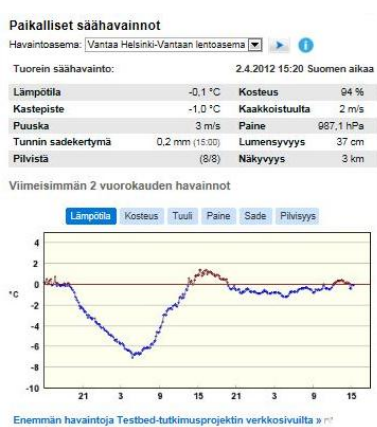 Paikalliset säähavainnot
Havaintoasema: Vantaa Helsinki-Vantaan lentoasema
Tuorein säähavainto: 2.4.2012 15:20 Suomen aikaa
Lämpötila -0,1 °C Kosteus 94 %
Kastepiste -1,0 °C Kaakkoistuulta 2 m/s
Puuska 3 m/s Paine 987,1 hPa
Tunnin sadekertymä 0,2 mm (15:00) Lumensyvyys 37 cm
Pilvistä (8/8) Näkyvyys 3 km
Viimeisimmän 2 vuorokauden havainnot
Lämpötila Kosteus Tuuli Paine Sade Pilvisyys
4
2
0
°C
-2
-4
-6
-8
-10
21 3 9 15 21 3 9 15
Enemmän havaintoja Testbed-tutkimusprojektin verkkosivuilta »